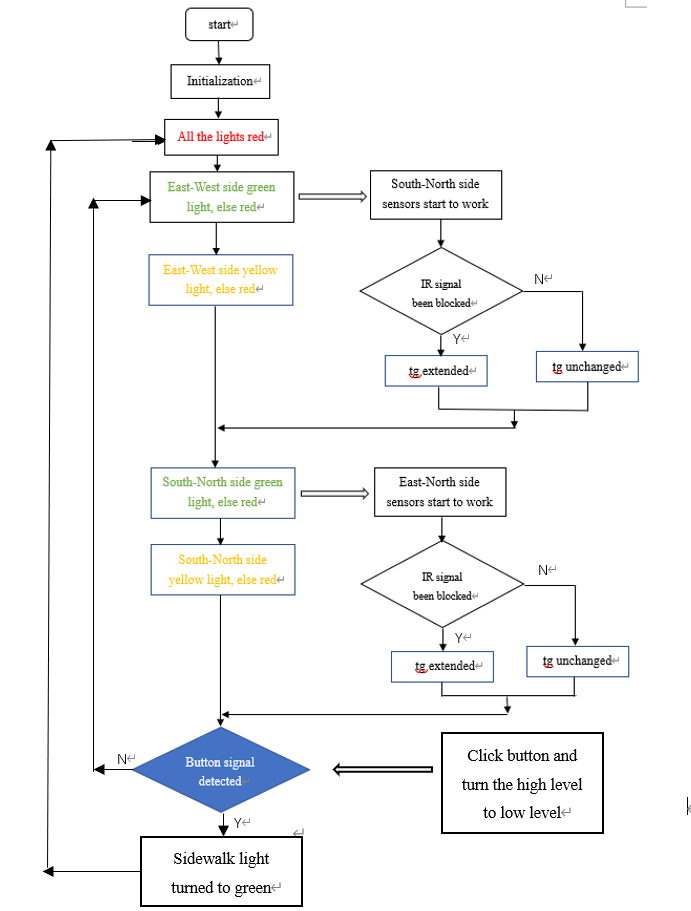 start
Initialization
All the lights red
East-West side green
light, else red
South-North side
sensors start to work
East-West side yellow
light, else red
IR signal
been blocked
N
Y
tg extended
tg unchanged
South-North side green
light, else red
East-North side
sensors start to work
South-North side
yellow light, else red
IR signal
been blocked
N
Y
tg extended
tg unchanged
Button signal
detected
N
Y
Click button and
turn the high level
to low level
Sidewalk light
turned to green